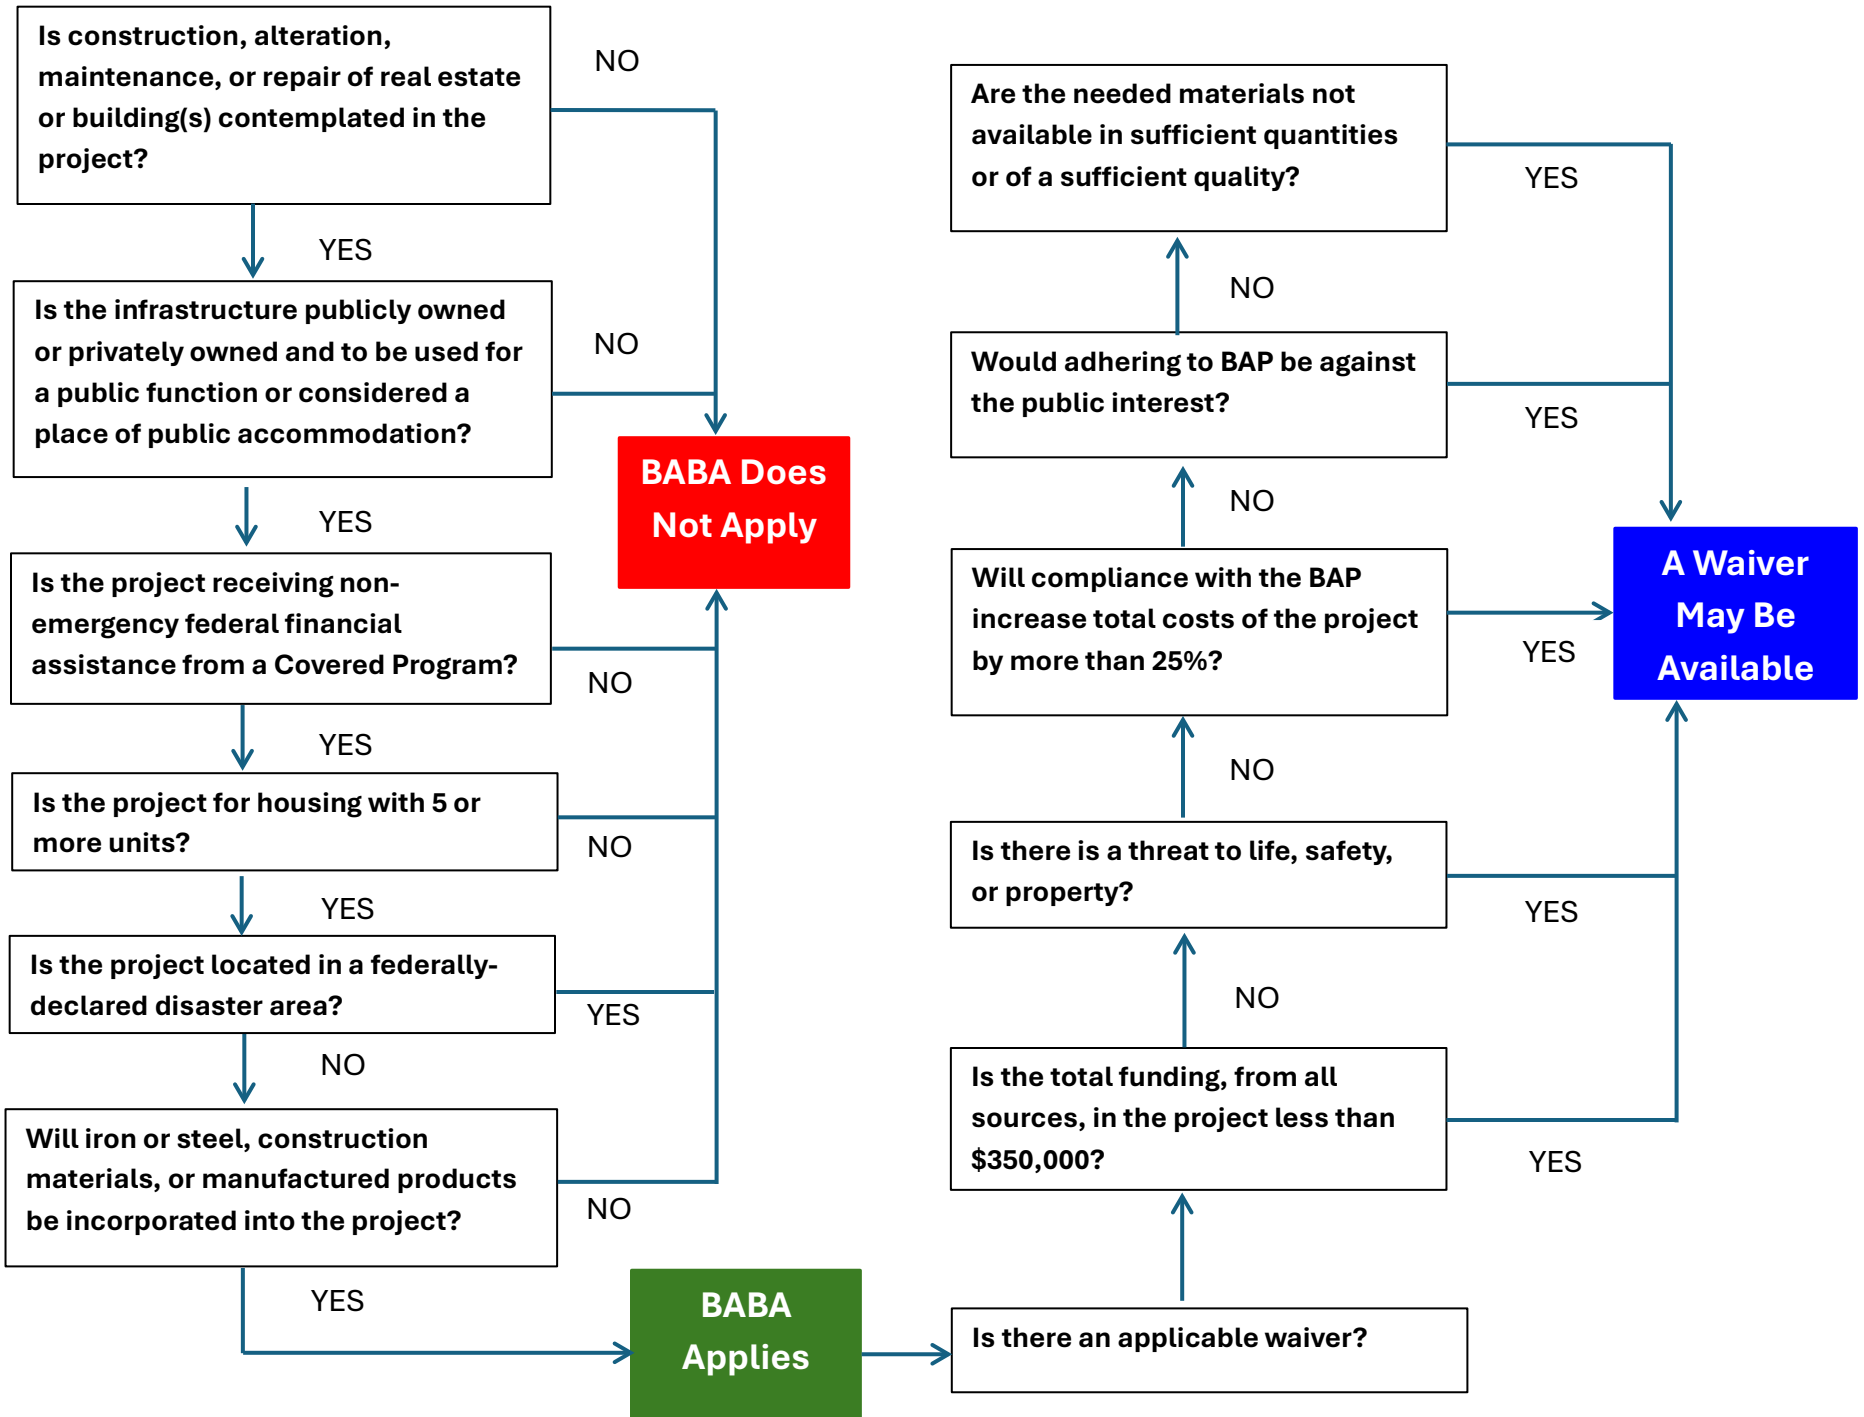 Is construction, alteration,
maintenance, or repair of real estate
or building(s) contemplated in the
project?
NO
YES
Is the infrastructure publicly owned
or privately owned and to be used for
a public function or considered a
place of public accommodation?
NO
YES
BABA Does
Not Apply
Is the project receiving non-
emergency federal financial
assistance from a Covered Program?
NO
YES
Is the project for housing with 5 or
more units?
NO
YES
Is the project located in a federally-
declared disaster area?
YES
NO
Will iron or steel, construction
materials, or manufactured products
be incorporated into the project?
NO
YES
BABA
Applies
Is there an applicable waiver?
Is the total funding, from all
sources, in the project less than
$350,000?
YES
NO
Is there is a threat to life, safety,
or property?
YES
NO
Will compliance with the BAP
increase total costs of the project
by more than 25%?
YES
NO
Would adhering to BAP be against
the public interest?
YES
NO
Are the needed materials not
available in sufficient quantities
or of a sufficient quality?
YES
A Waiver
May Be
Available